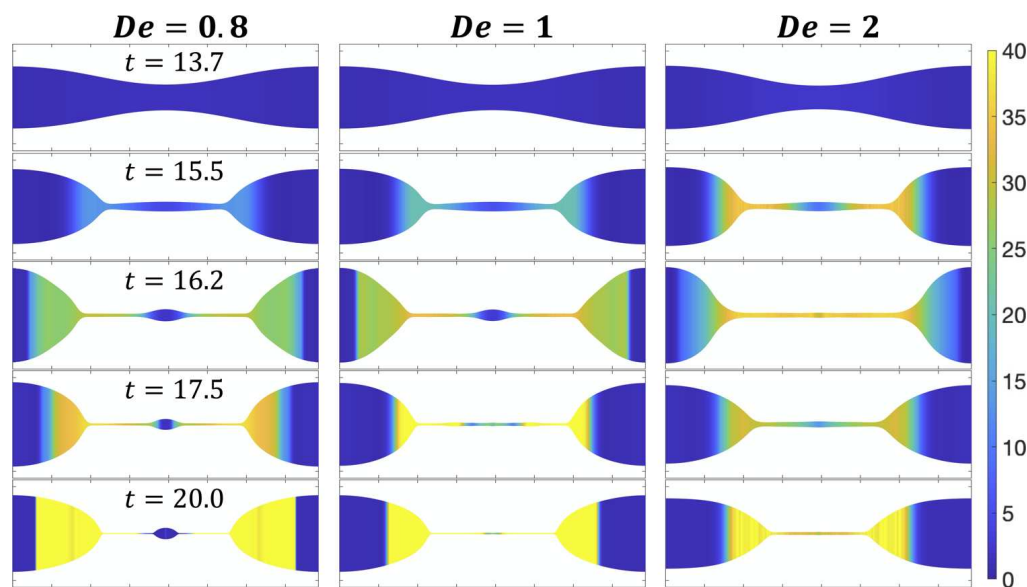 De = 0.8
De = 1
De = 2
t = 13.7
t = 15.5
t = 16.2
t = 17.5
t = 20.0
40
35
30
25
20
15
10
5
0